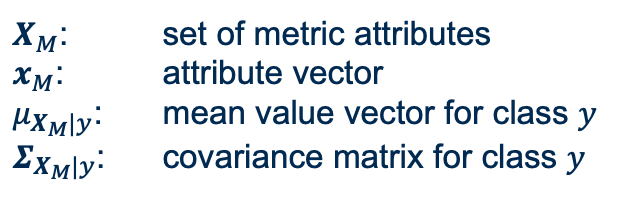 X_M: set of metric attributes
x_M: attribute vector
μ_{X_M|y}: mean value vector for class y
Σ_{X_M|y}: covariance matrix for class y